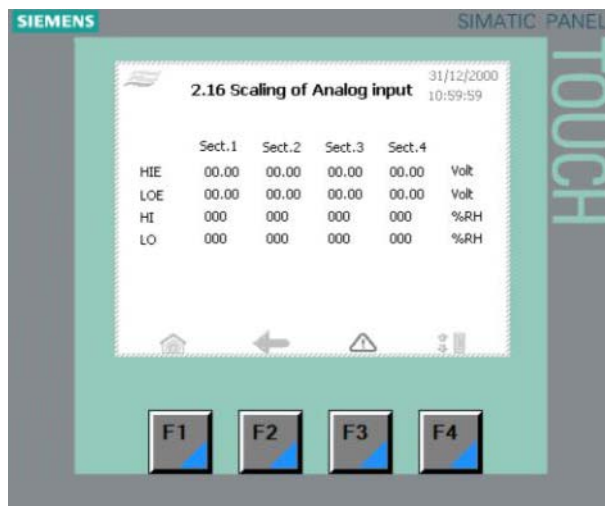 SIEMENS
SIMATIC PANEL
TOUCH
2.16 Scaling of Analog input
31/12/2000
10:59:59
Sect.1 Sect.2 Sect.3 Sect.4
HIE 00.00 00.00 00.00 00.00 Volt
LOE 00.00 00.00 00.00 00.00 Volt
HI 000 000 000 000 %RH
LO 000 000 000 000 %RH
F1 F2 F3 F4